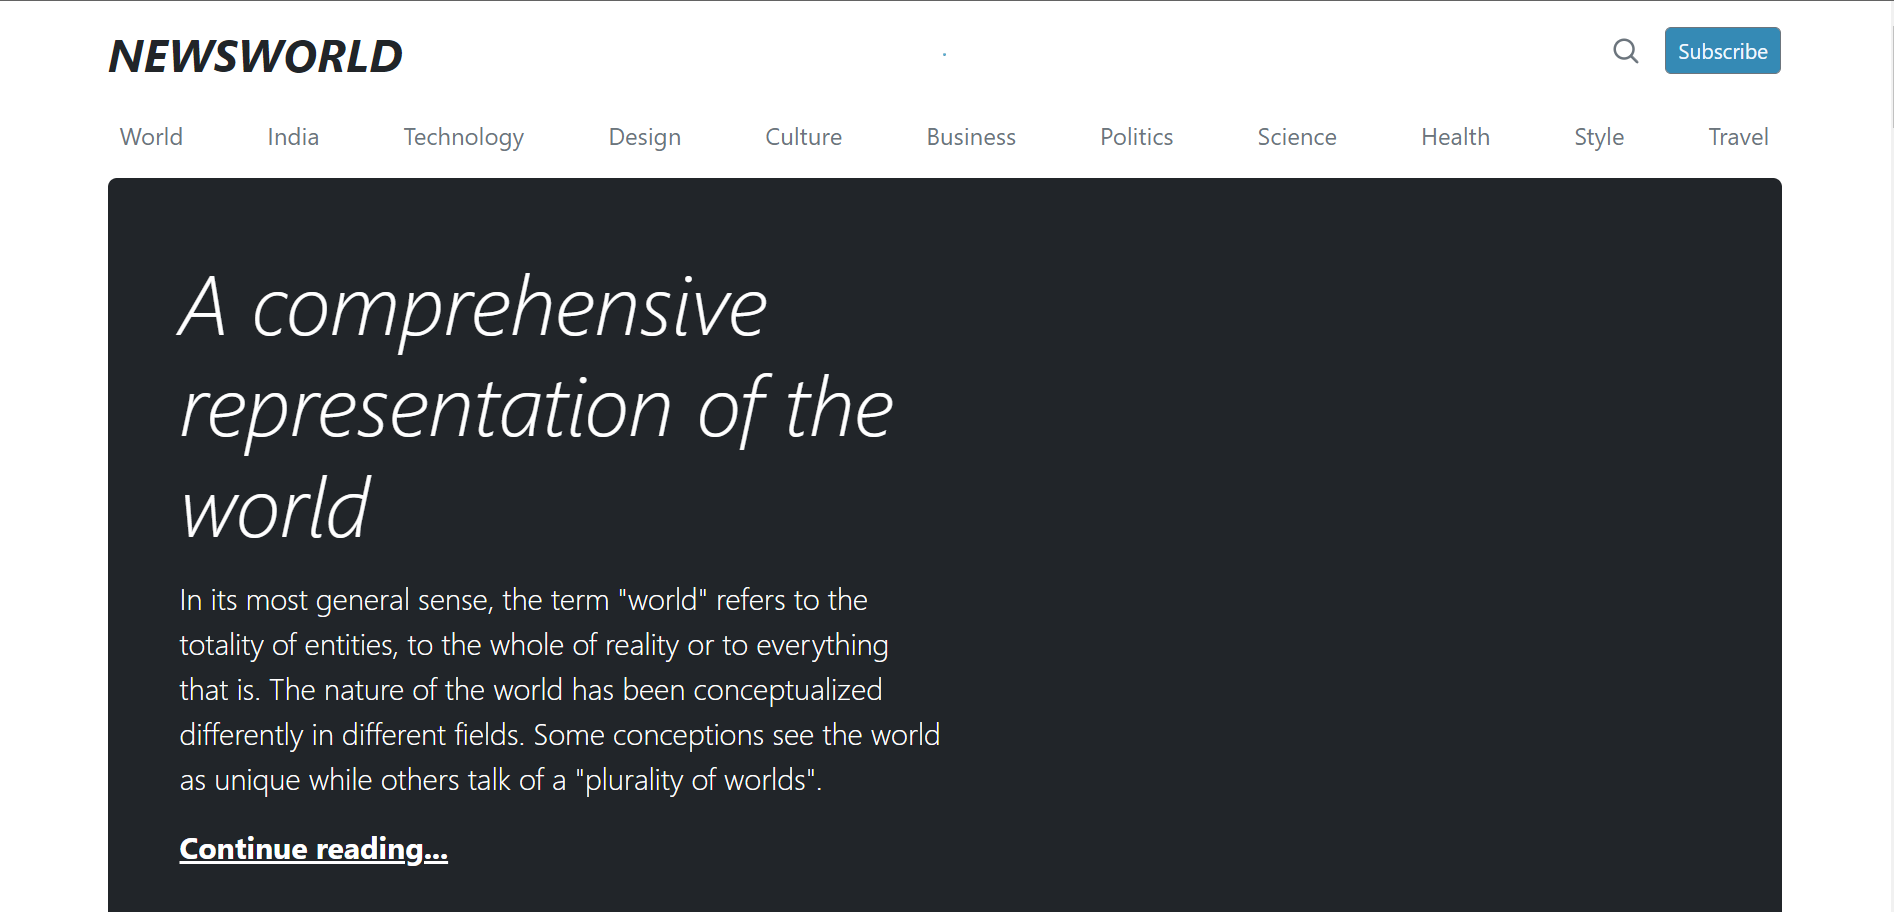 NEWSWORLD
Subscribe
World India Technology Design Culture Business Politics Science Health Style Travel
A comprehensive
representation of the
world
In its most general sense, the term "world" refers to the
totality of entities, to the whole of reality or to everything
that is. The nature of the world has been conceptualized
differently in different fields. Some conceptions see the world
as unique while others talk of a "plurality of worlds".
Continue reading...